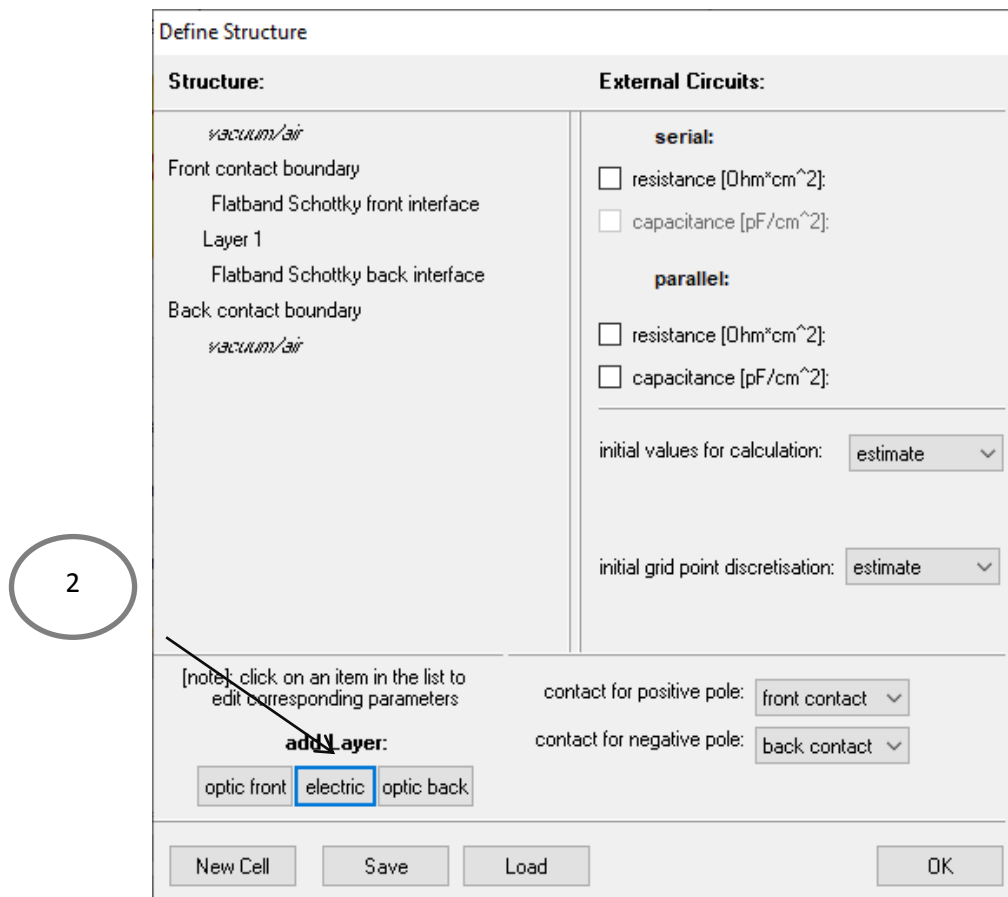 Define Structure
Structure:
vacuum/air
Front contact boundary
Flatband Schottky front interface
Layer 1
Flatband Schottky back interface
Back contact boundary
vacuum/air
External Circuits:
serial:
resistance [Ohm*cm^2]:
capacitance [pF/cm^2]:
parallel:
resistance [Ohm*cm^2]:
capacitance [pF/cm^2]:
initial values for calculation: estimate
initial grid point discretisation: estimate
2
[note]: click on an item in the list to
edit corresponding parameters
add Layer:
optic front electric optic back
contact for positive pole: front contact
contact for negative pole: back contact
New Cell Save Load OK